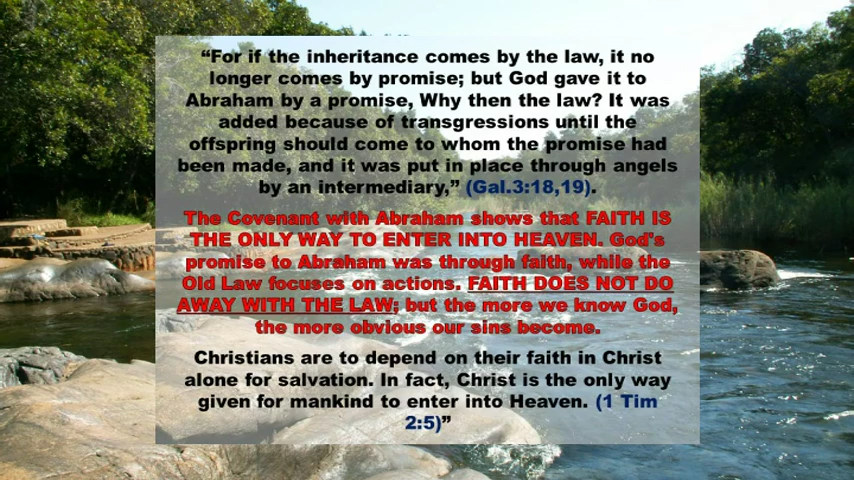 “For if the inheritance comes by the law, it no
longer comes by promise; but God gave it to
Abraham by a promise, Why then the law? It was
added because of transgressions until the
offspring should come to whom the promise had
been made, and it was put in place through angels
by an intermediary,” (Gal.3:18,19).
The Covenant with Abraham shows that FAITH IS
THE ONLY WAY TO ENTER INTO HEAVEN. God's
promise to Abraham was through faith, while the
Old Law focuses on actions. FAITH DOES NOT DO
AWAY WITH THE LAW; but the more we know God,
the more obvious our sins become.
Christians are to depend on their faith in Christ
alone for salvation. In fact, Christ is the only way
given for mankind to enter into Heaven. (1 Tim
2:5)”